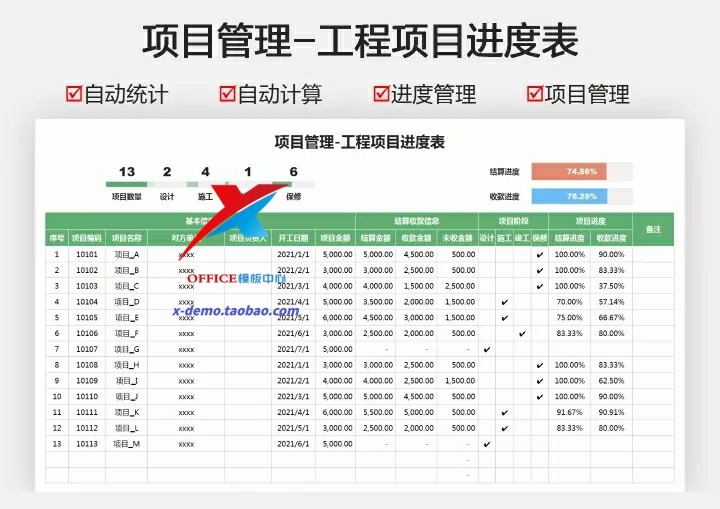 项目管理-工程项目进度表
自动统计 自动计算 进度管理 项目管理
项目管理-工程项目进度表
13 2 4 1 6 结算进度 74.56%
项目数量 设计 施工 保修 收款进度 78.29%
基本信 结算收款信息 项目阶段 项目进度 备注
序号 项目编码 项目名称 对方单 项目负责人 开工日期 项目金额 结算金额 收款金额 未收金额 设计 施工 竣工 保修 结算进度 收款进度
1 10101 项目_A xxxx 2021/1/1 5,000.00 5,000.00 4,500.00 500.00 ✔ 100.00% 90.00%
2 10102 项目_B xxxx 2021/2/1 3,000.00 3,000.00 2,500.00 500.00 ✔ 100.00% 83.33%
3 10103 项目_C xxxx 2021/3/1 4,000.00 4,000.00 1,500.00 2,500.00 ✔ 100.00% 37.50%
4 10104 项目_D xxxx 2021/4/1 5,000.00 3,500.00 2,000.00 1,500.00 ✔ 70.00% 57.14%
5 10105 项目_E xxxx 2021/5/1 6,000.00 4,500.00 3,000.00 1,500.00 ✔ 75.00% 66.67%
6 10106 项目_F xxxx 2021/6/1 3,000.00 2,500.00 2,000.00 500.00 ✔ 83.33% 80.00%
7 10107 项目_G xxxx 2021/7/1 5,000.00 - - - ✔
8 10108 项目_H xxxx 2021/1/1 3,000.00 3,000.00 2,500.00 500.00 ✔ 100.00% 83.33%
9 10109 项目_I xxxx 2021/2/1 4,000.00 4,000.00 2,500.00 1,500.00 ✔ 100.00% 62.50%
10 10110 项目_J xxxx 2021/3/1 5,000.00 5,000.00 4,500.00 500.00 ✔ 100.00% 90.00%
11 10111 项目_K xxxx 2021/4/1 6,000.00 5,500.00 5,000.00 500.00 ✔ 91.67% 90.91%
12 10112 项目_L xxxx 2021/5/1 3,000.00 2,500.00 2,000.00 500.00 ✔ 83.33% 80.00%
13 10113 项目_M xxxx 2021/6/1 5,000.00 - - - ✔
-
-
OFFICE模板中心
x-demo.taobao.com